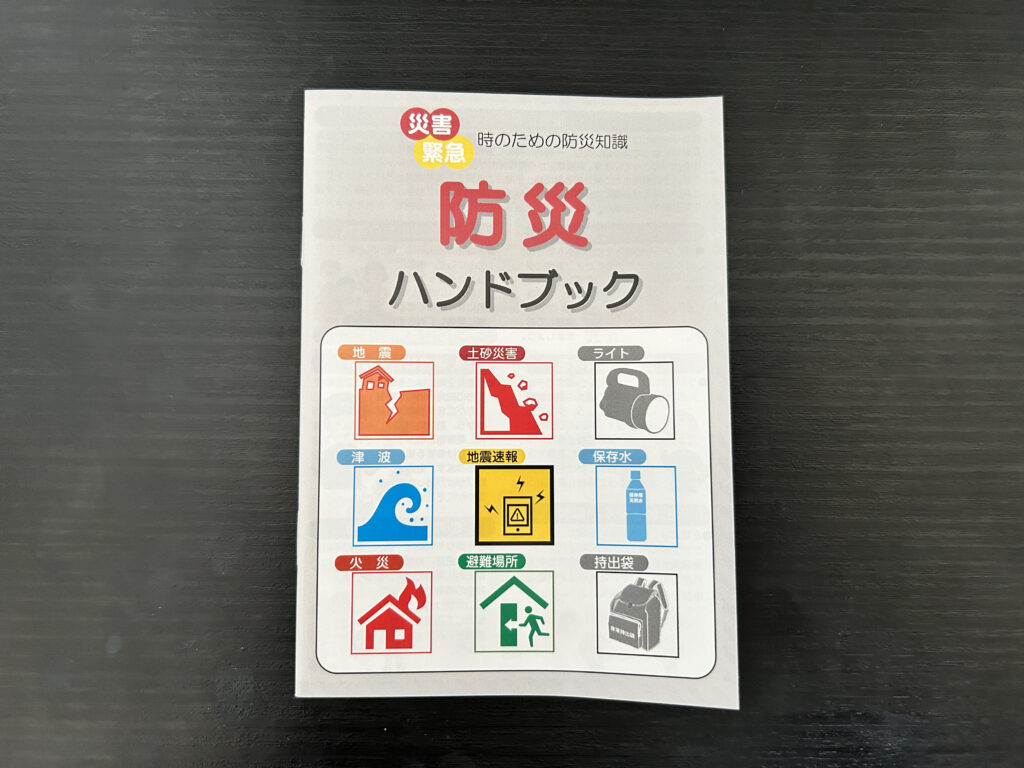 災害
緊急
時のための防災知識
防災
ハンドブック
地震
土砂災害
ライト
津波
地震速報
保存水
火災
避難場所
持出袋